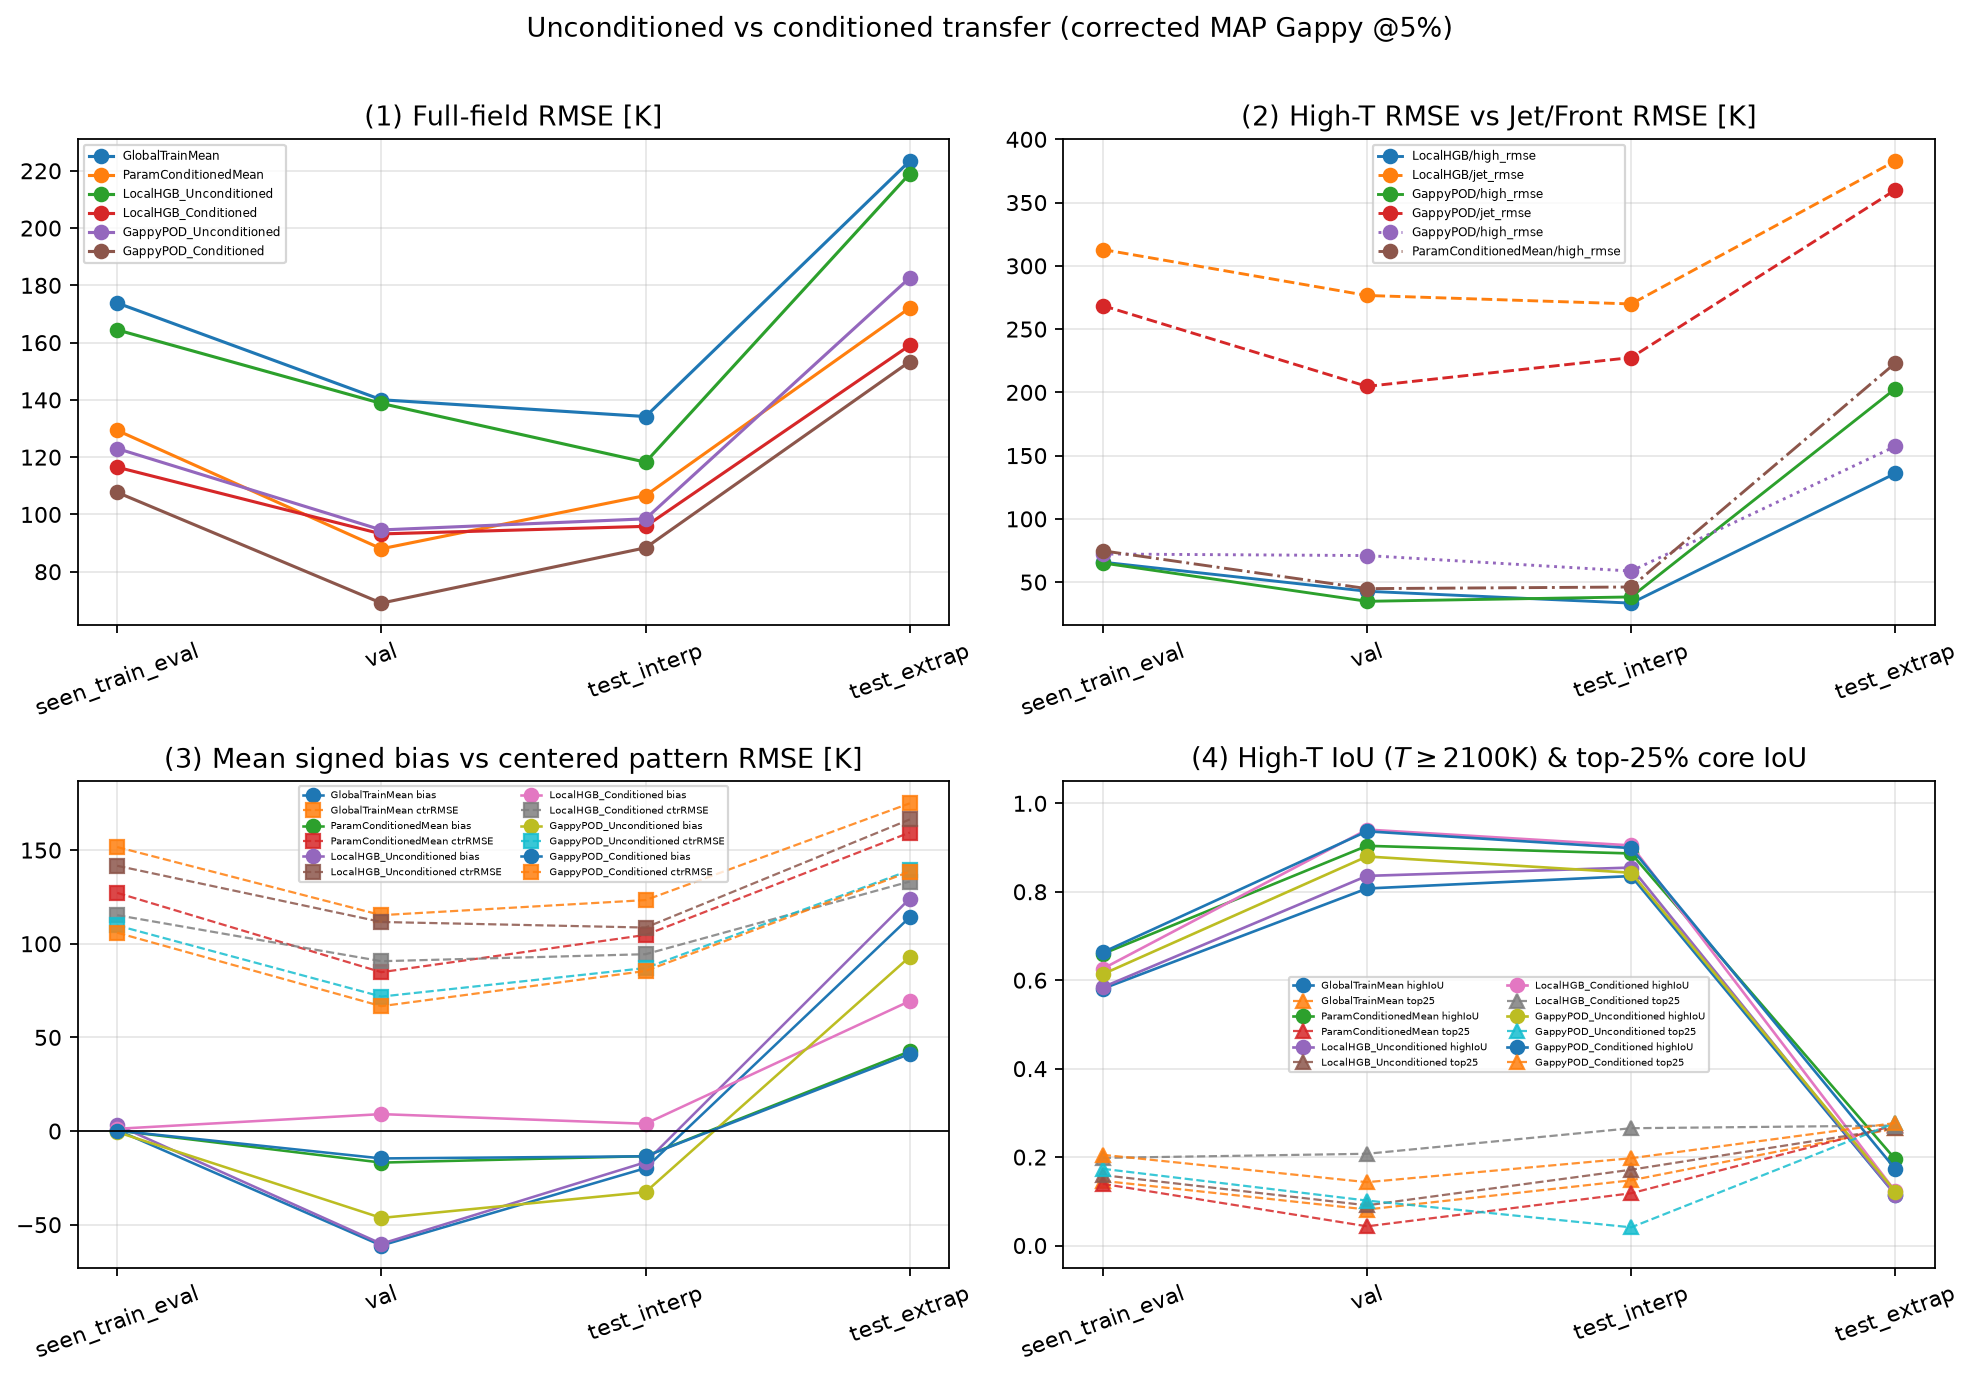 Unconditioned vs conditioned transfer (corrected MAP Gappy @5%)
(1) Full-field RMSE [K]
GlobalTrainMean
ParamConditionedMean
LocalHGB_Unconditioned
LocalHGB_Conditioned
GappyPOD_Unconditioned
GappyPOD_Conditioned
220
200
180
160
140
120
100
80
seen_train_eval
val
test_interp
test_extrap
(2) High-T RMSE vs Jet/Front RMSE [K]
LocalHGB/high_rmse
LocalHGB/jet_rmse
GappyPOD/high_rmse
GappyPOD/jet_rmse
GappyPOD/high_rmse
ParamConditionedMean/high_rmse
400
350
300
250
200
150
100
50
seen_train_eval
val
test_interp
test_extrap
(3) Mean signed bias vs centered pattern RMSE [K]
GlobalTrainMean bias
GlobalTrainMean ctrRMSE
ParamConditionedMean bias
ParamConditionedMean ctrRMSE
LocalHGB_Unconditioned bias
LocalHGB_Unconditioned ctrRMSE
LocalHGB_Conditioned bias
LocalHGB_Conditioned ctrRMSE
GappyPOD_Unconditioned bias
GappyPOD_Unconditioned ctrRMSE
GappyPOD_Conditioned bias
GappyPOD_Conditioned ctrRMSE
150
100
50
0
−50
seen_train_eval
val
test_interp
test_extrap
(4) High-T IoU (T ≥ 2100K) & top-25% core IoU
1.0
0.8
0.6
0.4
0.2
0.0
GlobalTrainMean highIoU
GlobalTrainMean top25
ParamConditionedMean highIoU
ParamConditionedMean top25
LocalHGB_Unconditioned highIoU
LocalHGB_Unconditioned top25
LocalHGB_Conditioned highIoU
LocalHGB_Conditioned top25
GappyPOD_Unconditioned highIoU
GappyPOD_Unconditioned top25
GappyPOD_Conditioned highIoU
GappyPOD_Conditioned top25
seen_train_eval
val
test_interp
test_extrap